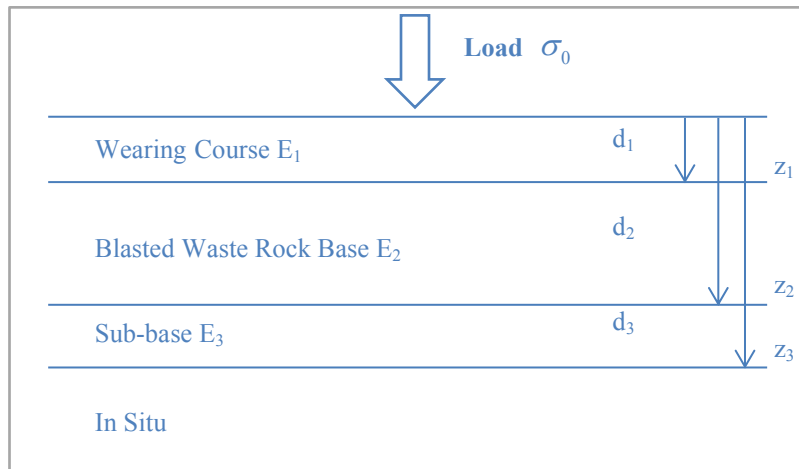 Load σ₀
Wearing Course E₁
d₁
z₁
Blasted Waste Rock Base E₂
d₂
z₂
Sub-base E₃
d₃
z₃
In Situ